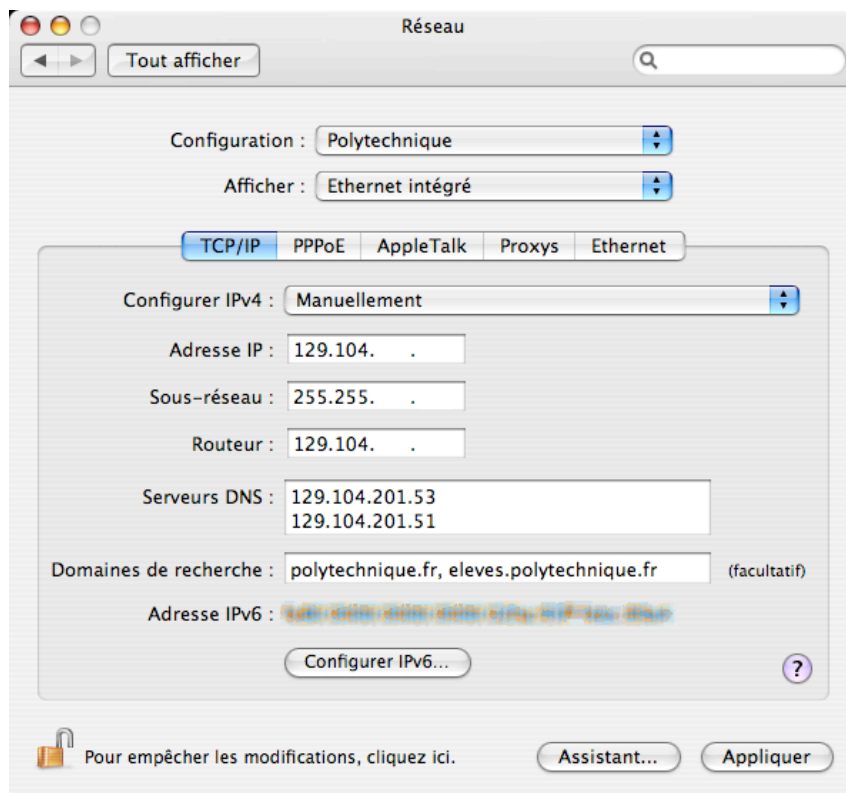 Réseau
Tout afficher
Configuration : Polytechnique
Afficher : Ethernet intégré
TCP/IP PPPoE AppleTalk Proxys Ethernet
Configurer IPv4 : Manuellement
Adresse IP : 129.104. .
Sous-réseau : 255.255. .
Routeur : 129.104. .
Serveurs DNS : 129.104.201.53
129.104.201.51
Domaines de recherche : polytechnique.fr, eleves.polytechnique.fr (facultatif)
Adresse IPv6 :
Configurer IPv6... ?
Pour empêcher les modifications, cliquez ici. Assistant... Appliquer